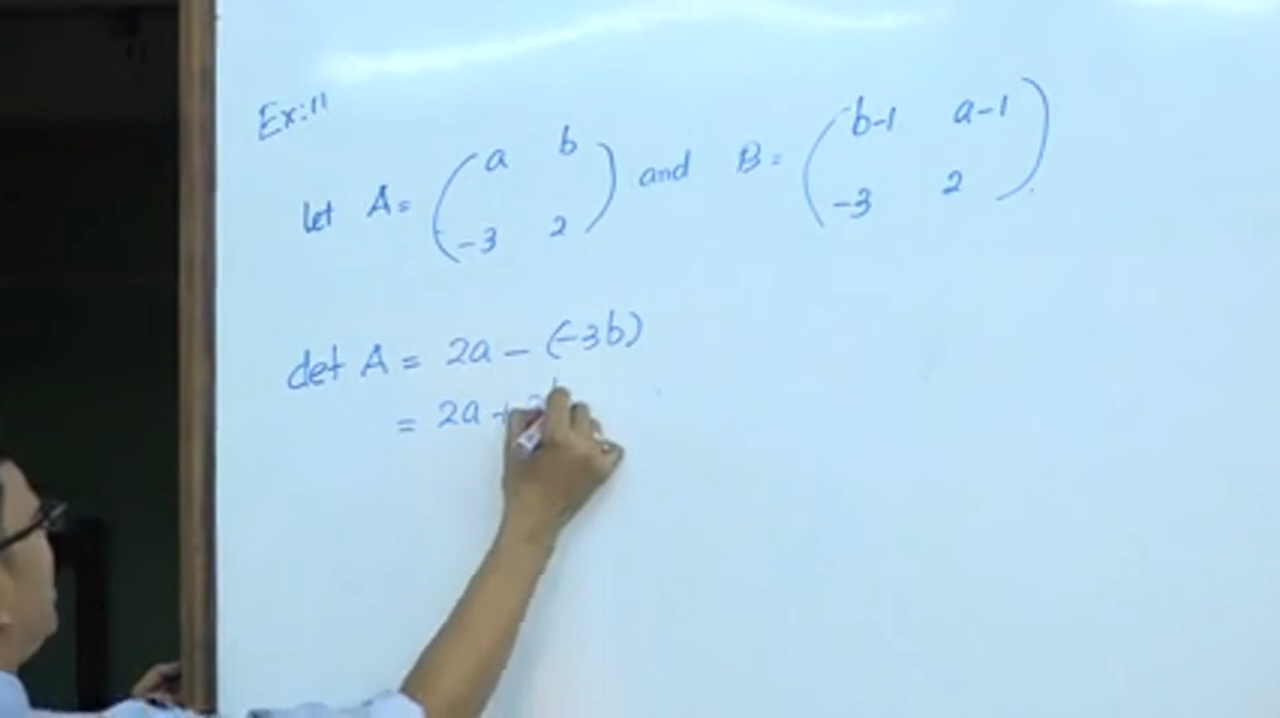 Ex:11
let A = ( a b -3 2 ) and B = ( b-1 a-1 -3 2 )
det A = 2a - (-3b)
= 2a +